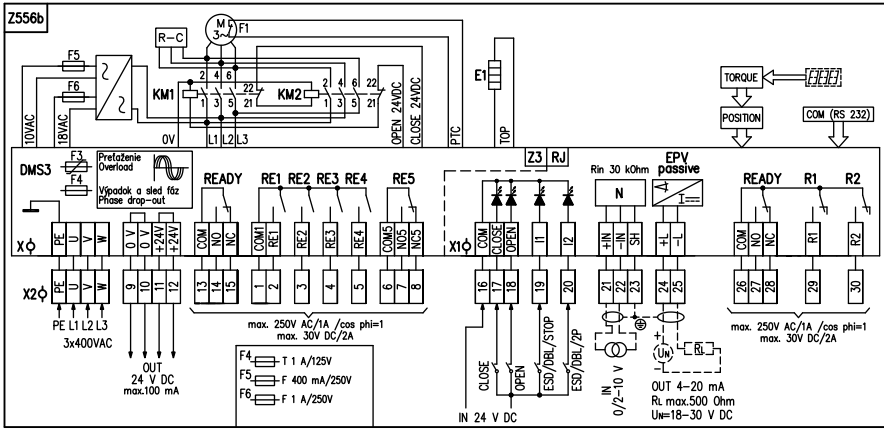 Z556b
F5
F6
10VAC
18VAC
R-C
M
3~
F1
2 4 6
22
KM1
1 3 5
21
2 4 6
22
KM2
1 3 5
21
0V
L1 L2 L3
OPEN 24VDC
CLOSE 24VDC
PTC
E1
TOP
TORQUE
POSITION
COM (RS 232)
DMS3
F3
F4
Preťaženie
Overload
Výpadok a sled fáz
Phase drop-out
READY
RE1 RE2 RE3 RE4
RE5
Z3 RJ
Rin 30 kOhm
N
EPV
passive
READY
R1
R2
X
PE U V W
0 V
0 V
+24V
+24V
COM NO NC
COM1 RE1 RE2 RE3 RE4
COM5 NO5 NC5
X1
COM CLOSE OPEN
I1
I2
+IN -IN SH
+L -L
COM NO NC
R1
R2
X2
PE U V W
9 10 11 12
13 14 15
1 2 3 4 5
6 7 8
16 17 18 19 20
21 22 23
24 25
26 27 28
29
30
PE L1 L2 L3
3x400VAC
OUT
24 V DC
max.100 mA
max. 250V AC/1A /cos phi=1
max. 30V DC/2A
F4 T 1 A/125V
F5 F 400 mA/250V
F6 F 1 A/250V
CLOSE
OPEN
ESD/DBL/STOP
ESD/DBL/2P
IN 24 V DC
IN
0/2-10 V
+
UN
-
RL
OUT 4-20 mA
RL max.500 Ohm
UN=18-30 V DC
max. 250V AC/1A /cos phi=1
max. 30V DC/2A